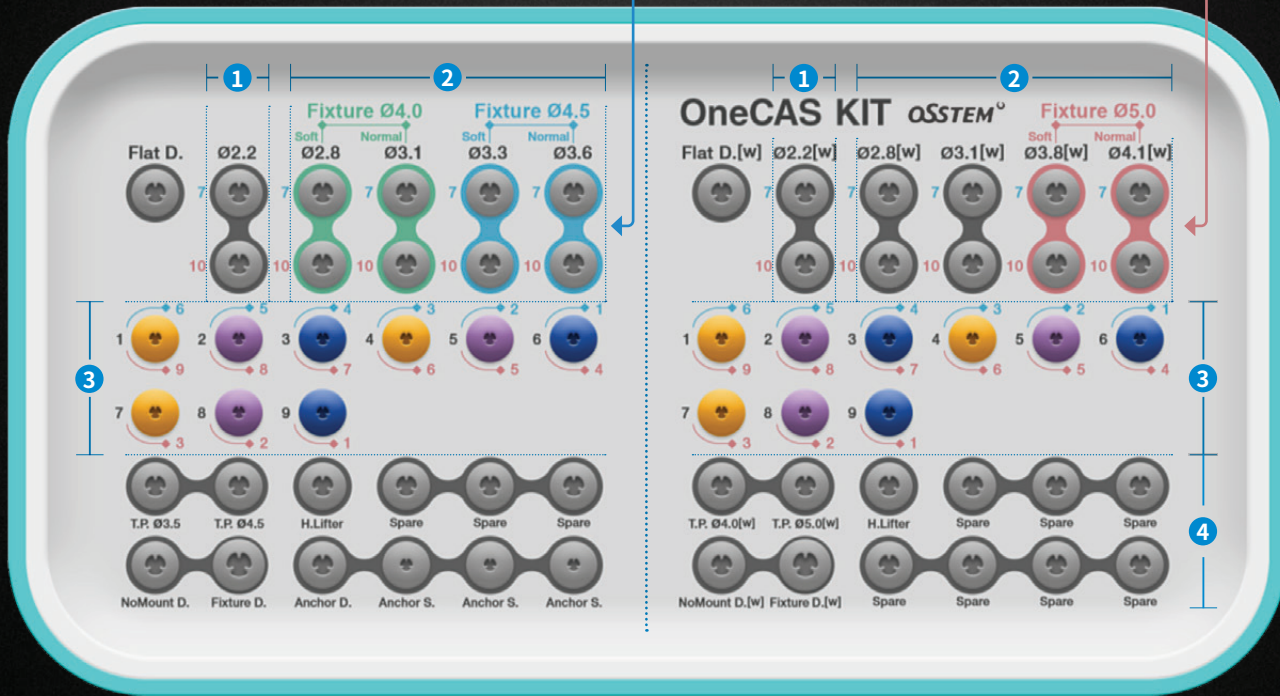 1 2 1 2
OneCAS KIT OSSTEM
Fixture Ø4.0 Fixture Ø4.5 Fixture Ø5.0
Soft Normal Soft Normal Soft Normal
Flat D. Ø2.2 Ø2.8 Ø3.1 Ø3.3 Ø3.6 Flat D.[w] Ø2.2[w] Ø2.8[w] Ø3.1[w] Ø3.8[w] Ø4.1[w]
7 7 7 7 7 7 7 7 7 7
10 10 10 10 10 10 10 10 10 10
6 5 4 3 2 1 6 5 4 3 2 1
1 2 3 4 5 6 1 2 3 4 5 6
9 8 7 6 5 4 9 8 7 6 5 4
3 3
7 8 9 7 8 9
3 2 1 3 2 1
T.P. Ø3.5 T.P. Ø4.5 H.Lifter Spare Spare Spare T.P. Ø4.0[w] T.P. Ø5.0[w] H.Lifter Spare Spare Spare
4
NoMount D. Fixture D. Anchor D. Anchor S. Anchor S. Anchor S. NoMount D.[w] Fixture D.[w] Spare Spare Spare Spare